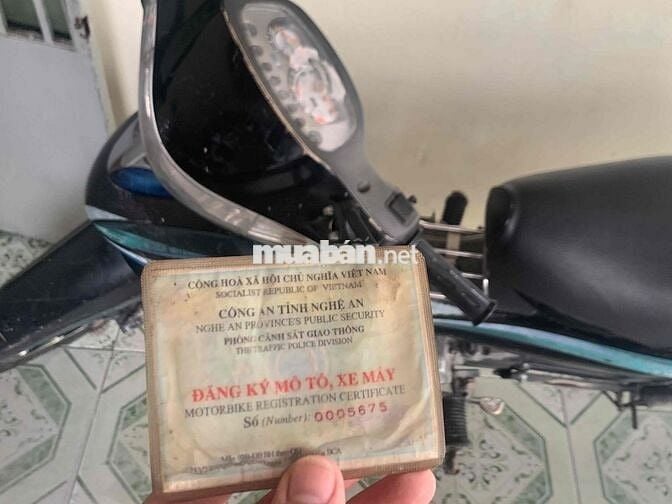 muaban.net
CỘNG HOÀ XÃ HỘI CHỦ NGHĨA VIỆT NAM
SOCIALIST REPUBLIC OF VIETNAM
CÔNG AN TỈNH NGHỆ AN
NGHE AN PROVINCE'S PUBLIC SECURITY
PHÒNG CẢNH SÁT GIAO THÔNG
THE TRAFFIC POLICE DIVISION
ĐĂNG KÝ MÔ TÔ, XE MÁY
MOTORBIKE REGISTRATION CERTIFICATE
Số (Number): 0005675
BCA